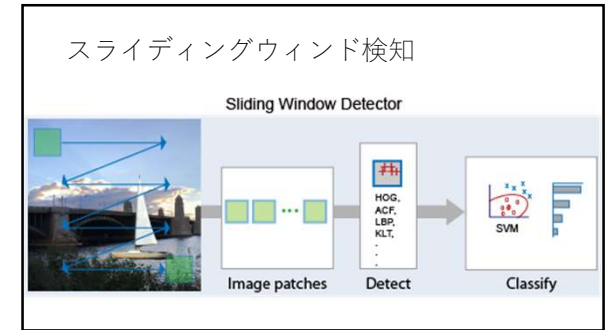 スライディングウィンド検知
Sliding Window Detector
Image patches
HOG,
ACF,
LBP,
KLT,
.
.
.
Detect
SVM
Classify